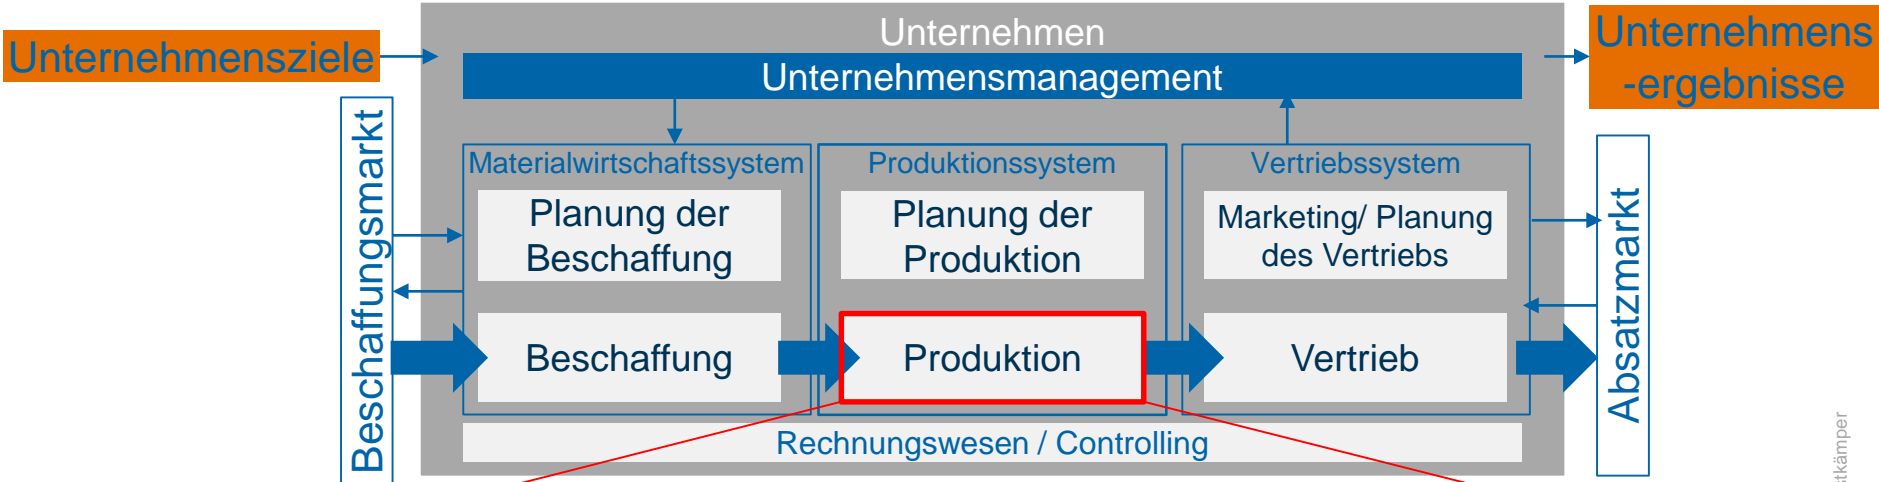 Unternehmen
Unternehmensziele
Unternehmens
-ergebnisse
Unternehmensmanagement
Beschaffungsmarkt
Materialwirtschaftssystem
Produktionssystem
Vertriebssystem
Planung der
Beschaffung
Planung der
Produktion
Marketing/ Planung
des Vertriebs
Absatzmarkt
Beschaffung
Produktion
Vertrieb
Rechnungswesen / Controlling